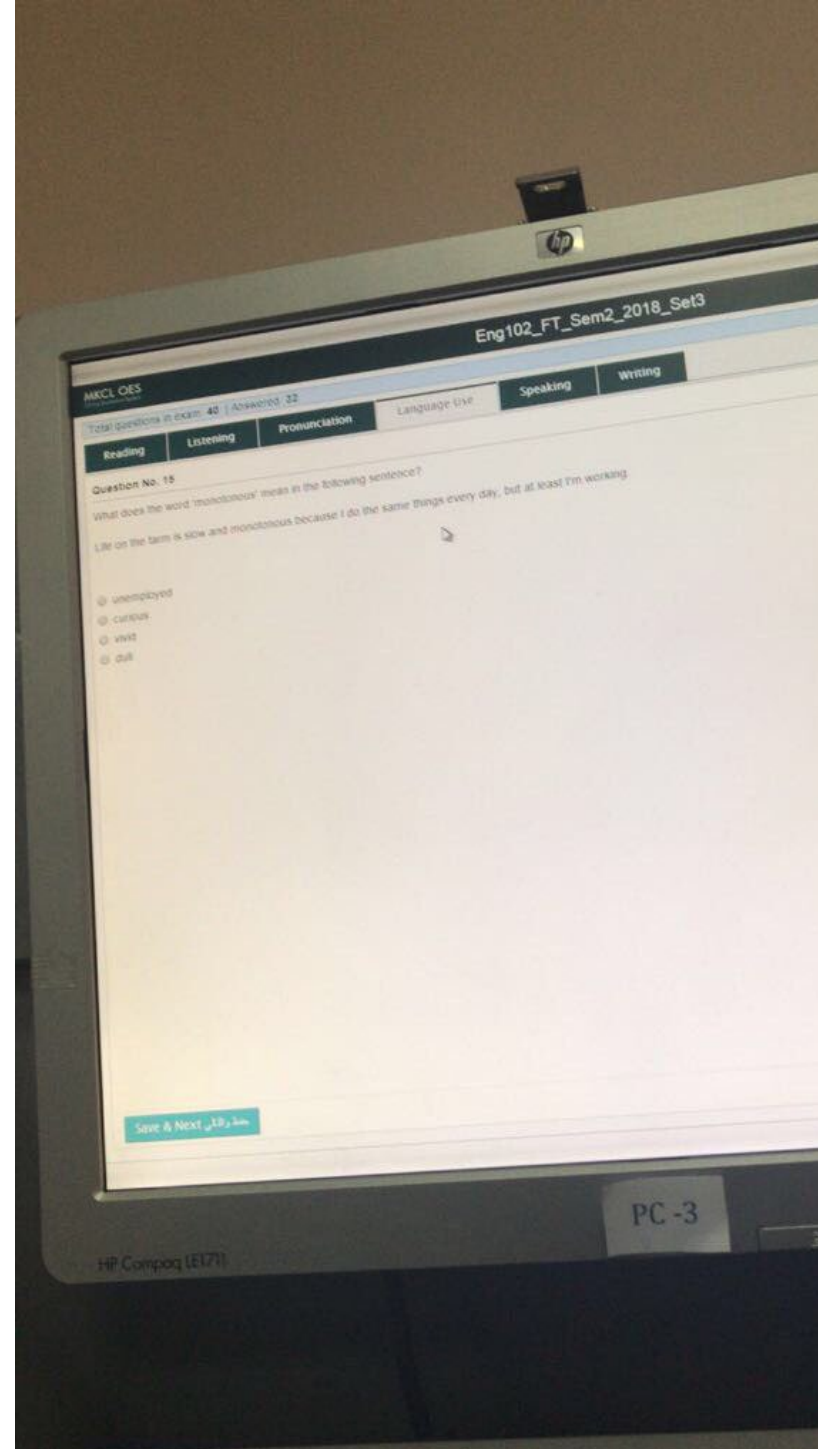 hp
Eng102_FT_Sem2_2018_Set3
MKCL OES
Total questions in exam: 40 | Answered: 32
Reading Listening Pronunciation Language Use Speaking Writing
Question No. 15
What does the word 'monotonous' mean in the following sentence?
Life on the farm is slow and monotonous because I do the same things every day, but at least I'm working.
unemployed
curious
vivid
dull
Save & Next حفظ والتالي
PC -3
HP Compaq LE1711